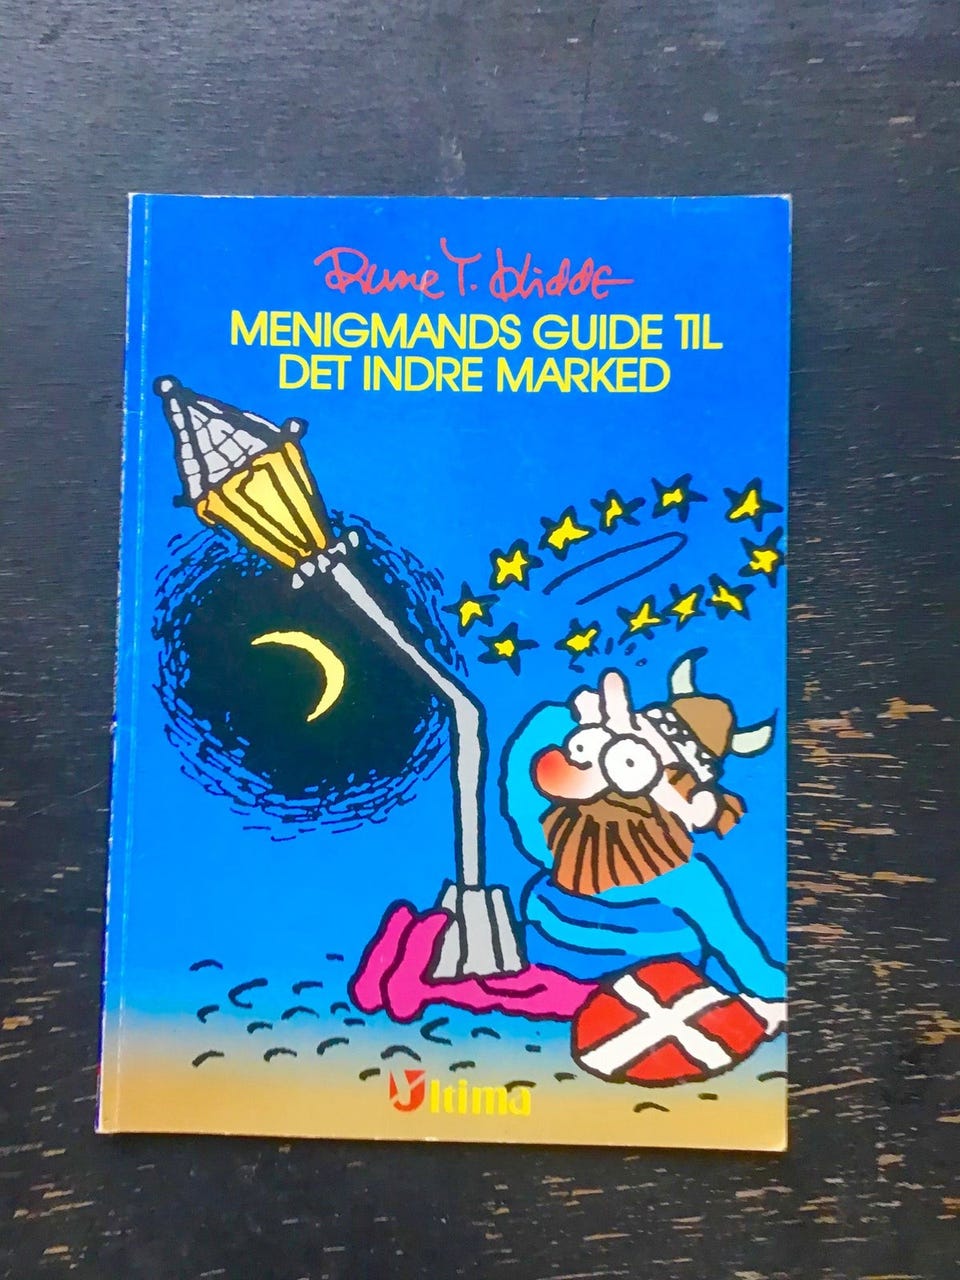 Rune T. Kidde
MENIGMANDS GUIDE TIL
DET INDRE MARKED
Ultima